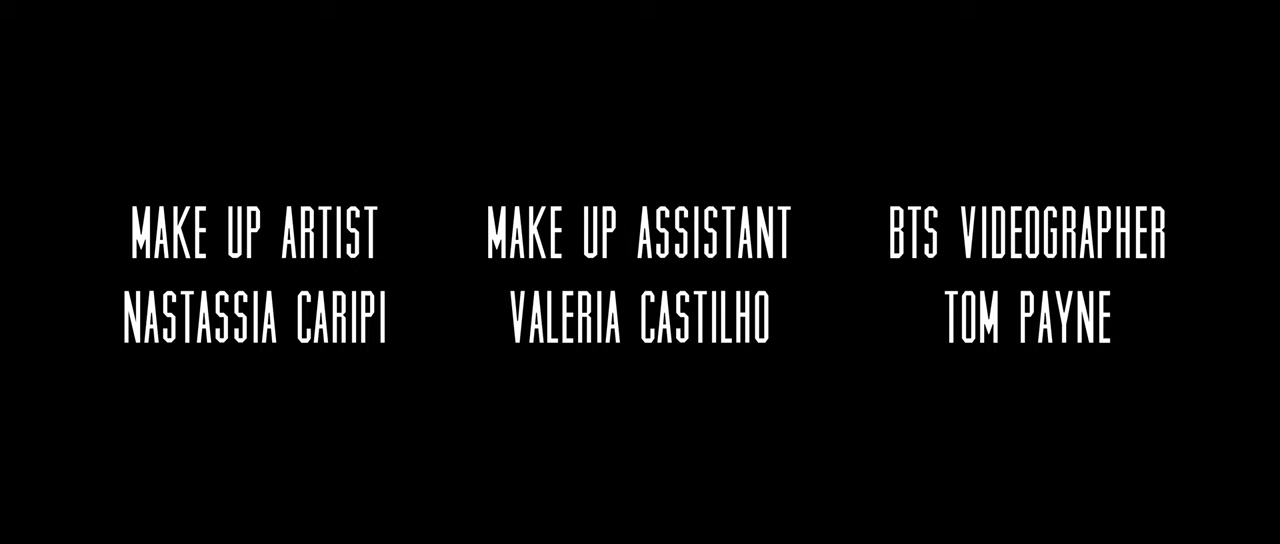 MAKE UP ARTIST
NASTASSIA CARIPI
MAKE UP ASSISTANT
VALERIA CASTILHO
BTS VIDEOGRAPHER
TOM PAYNE